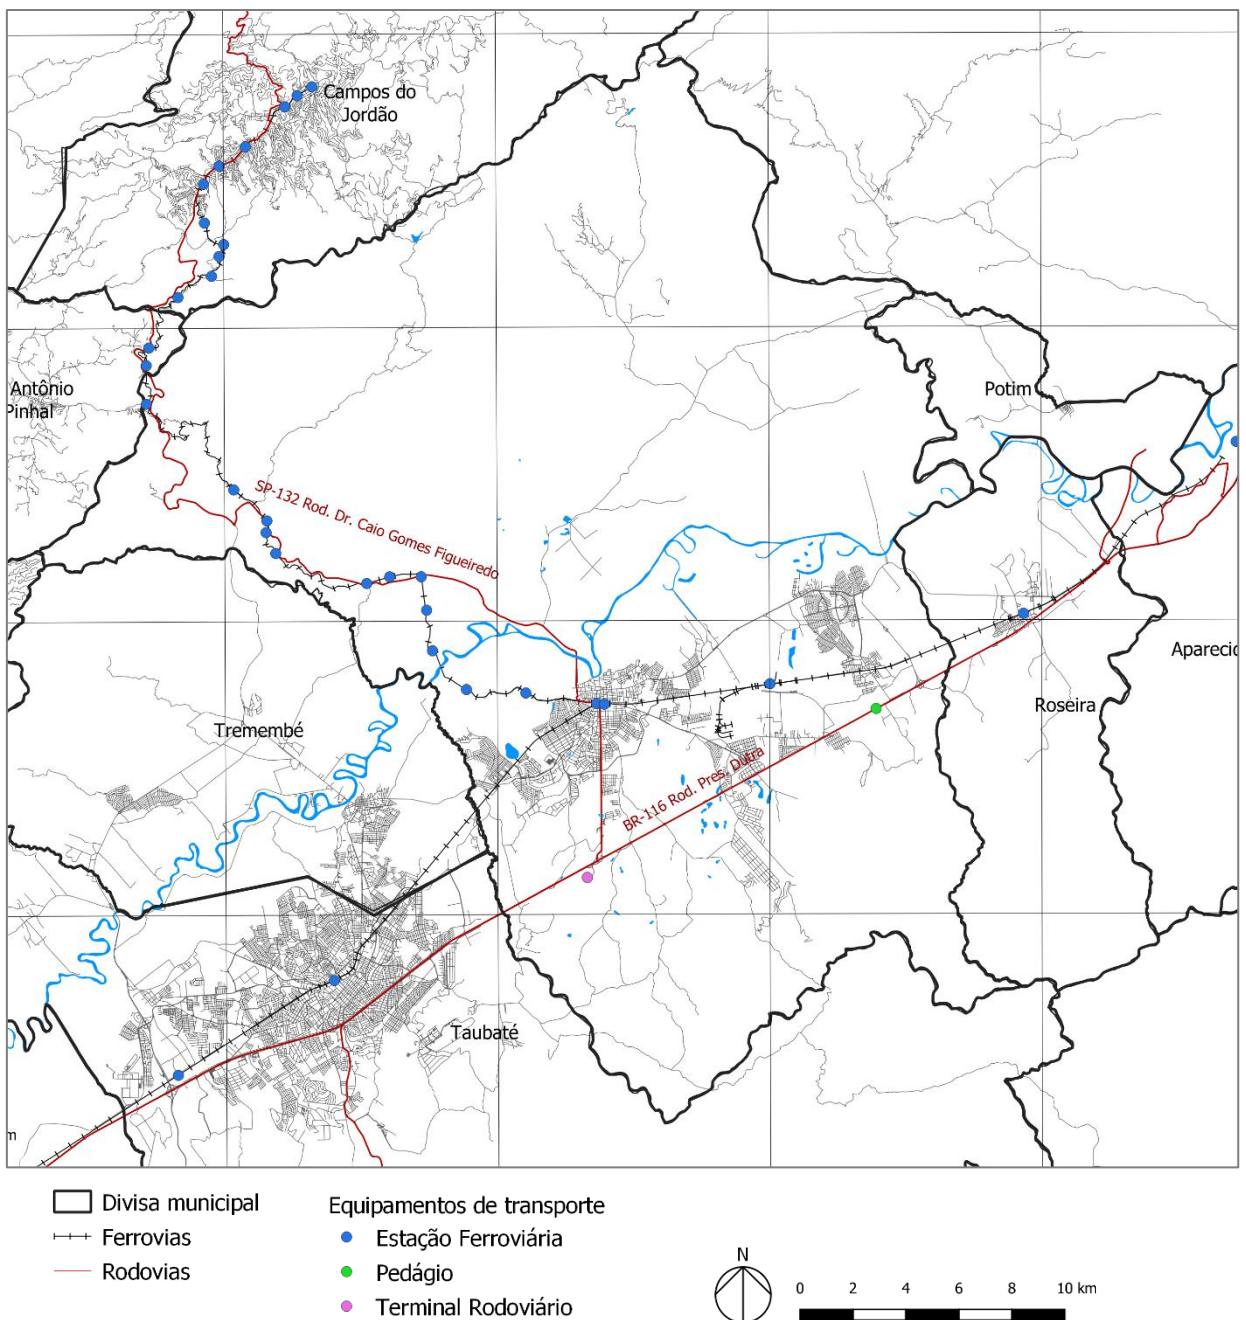 Campos do
Jordão
Antônio
Pinhal
Potim
SP-132 Rod. Dr. Caio Gomes Figueiredo
Aparecid
Roseira
Tremembé
BR-116 Rod. Pres. Dutra
Taubaté
m
Divisa municipal
Ferrovias
Rodovias
Equipamentos de transporte
Estação Ferroviária
Pedágio
Terminal Rodoviário
N
0 2 4 6 8 10 km